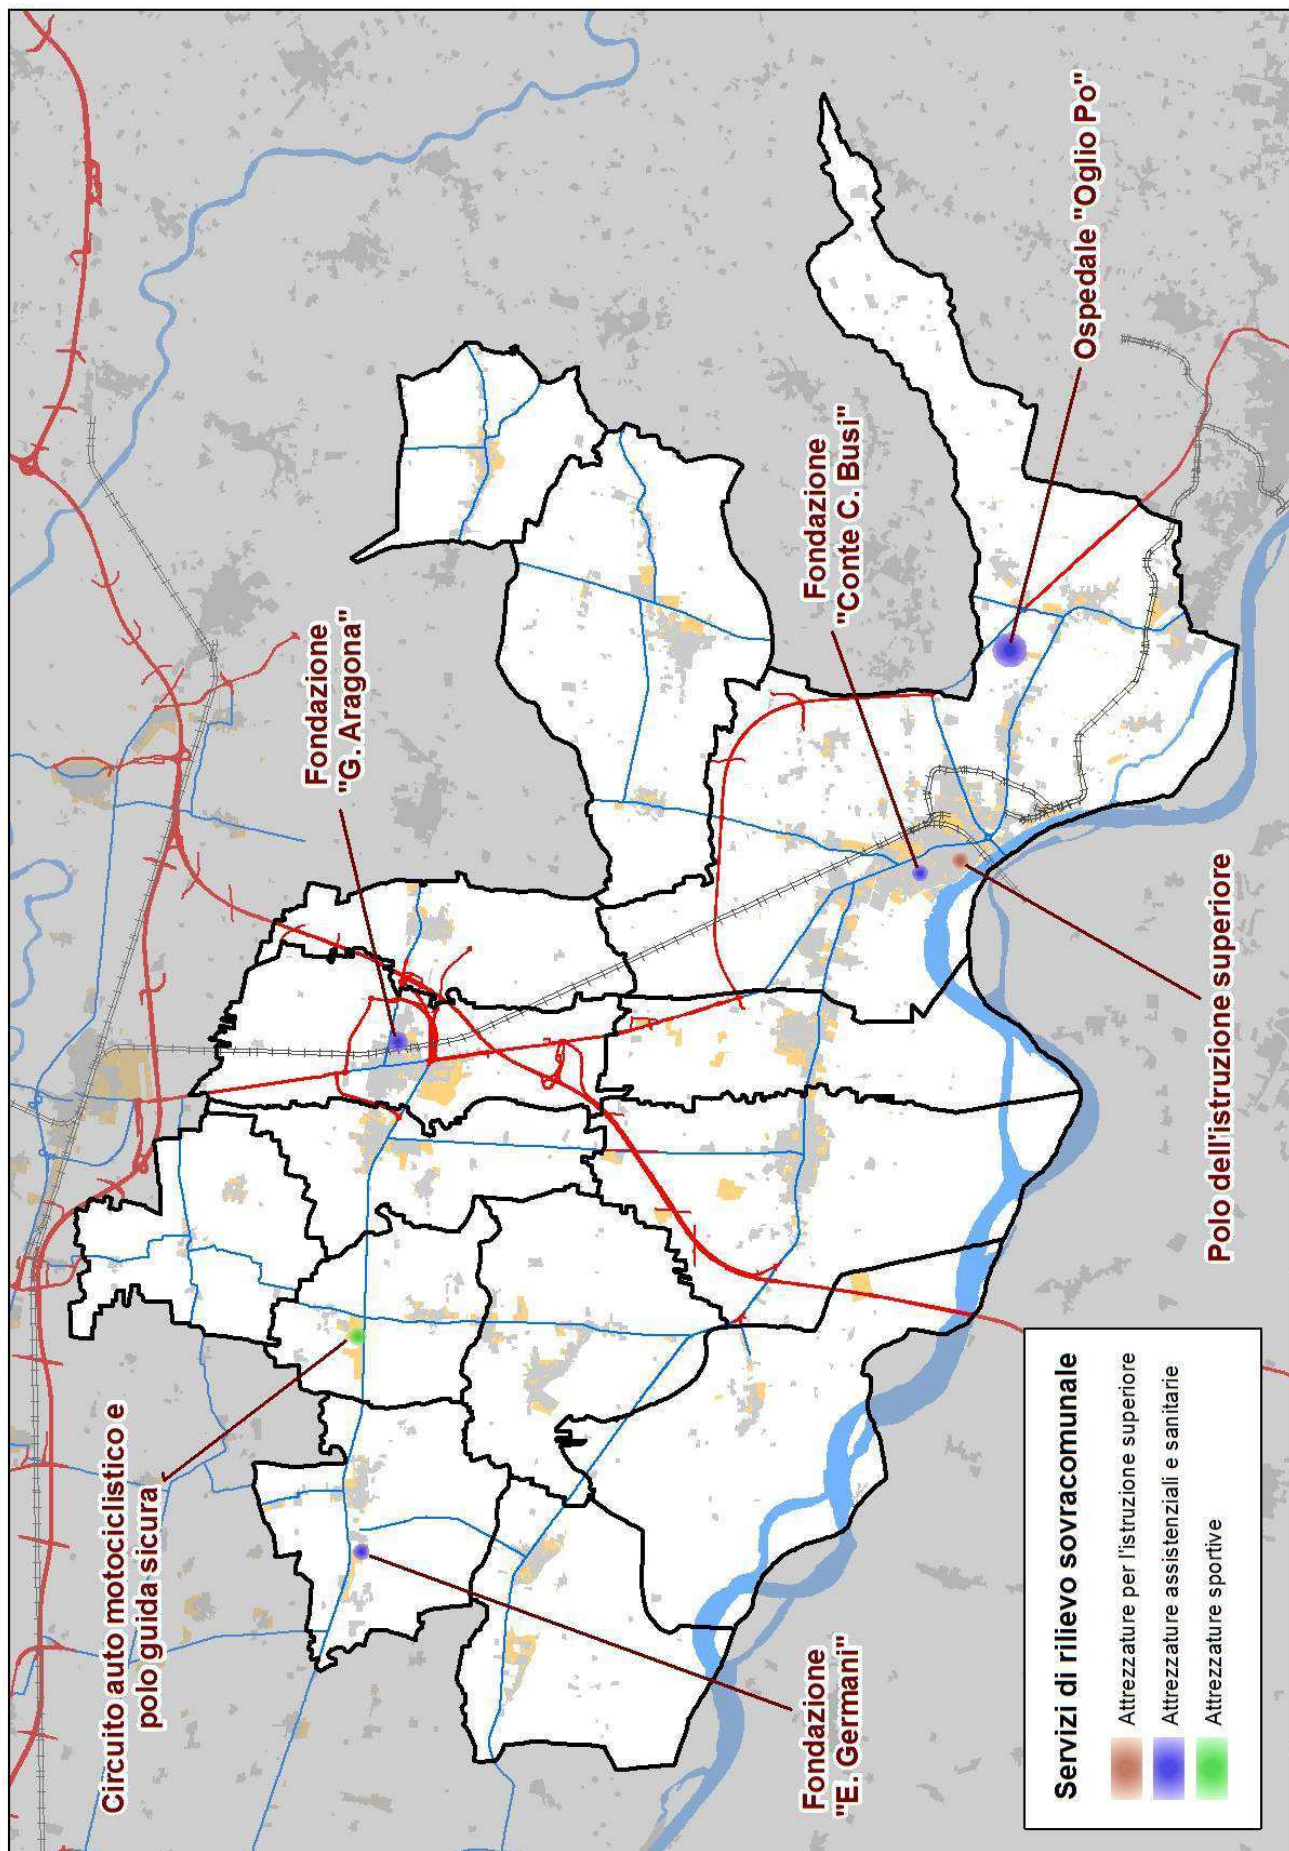 Circuito auto motociclistico e
polo guida sicura
Fondazione
"G. Aragona"
Fondazione
"Conte C. Busi"
Ospedale "Oglio Po"
Fondazione
"E. Germani"
Polo dell'istruzione superiore
Servizi di rilievo sovracomunale
Attrezzature per l'istruzione superiore
Attrezzature assistenziali e sanitarie
Attrezzature sportive